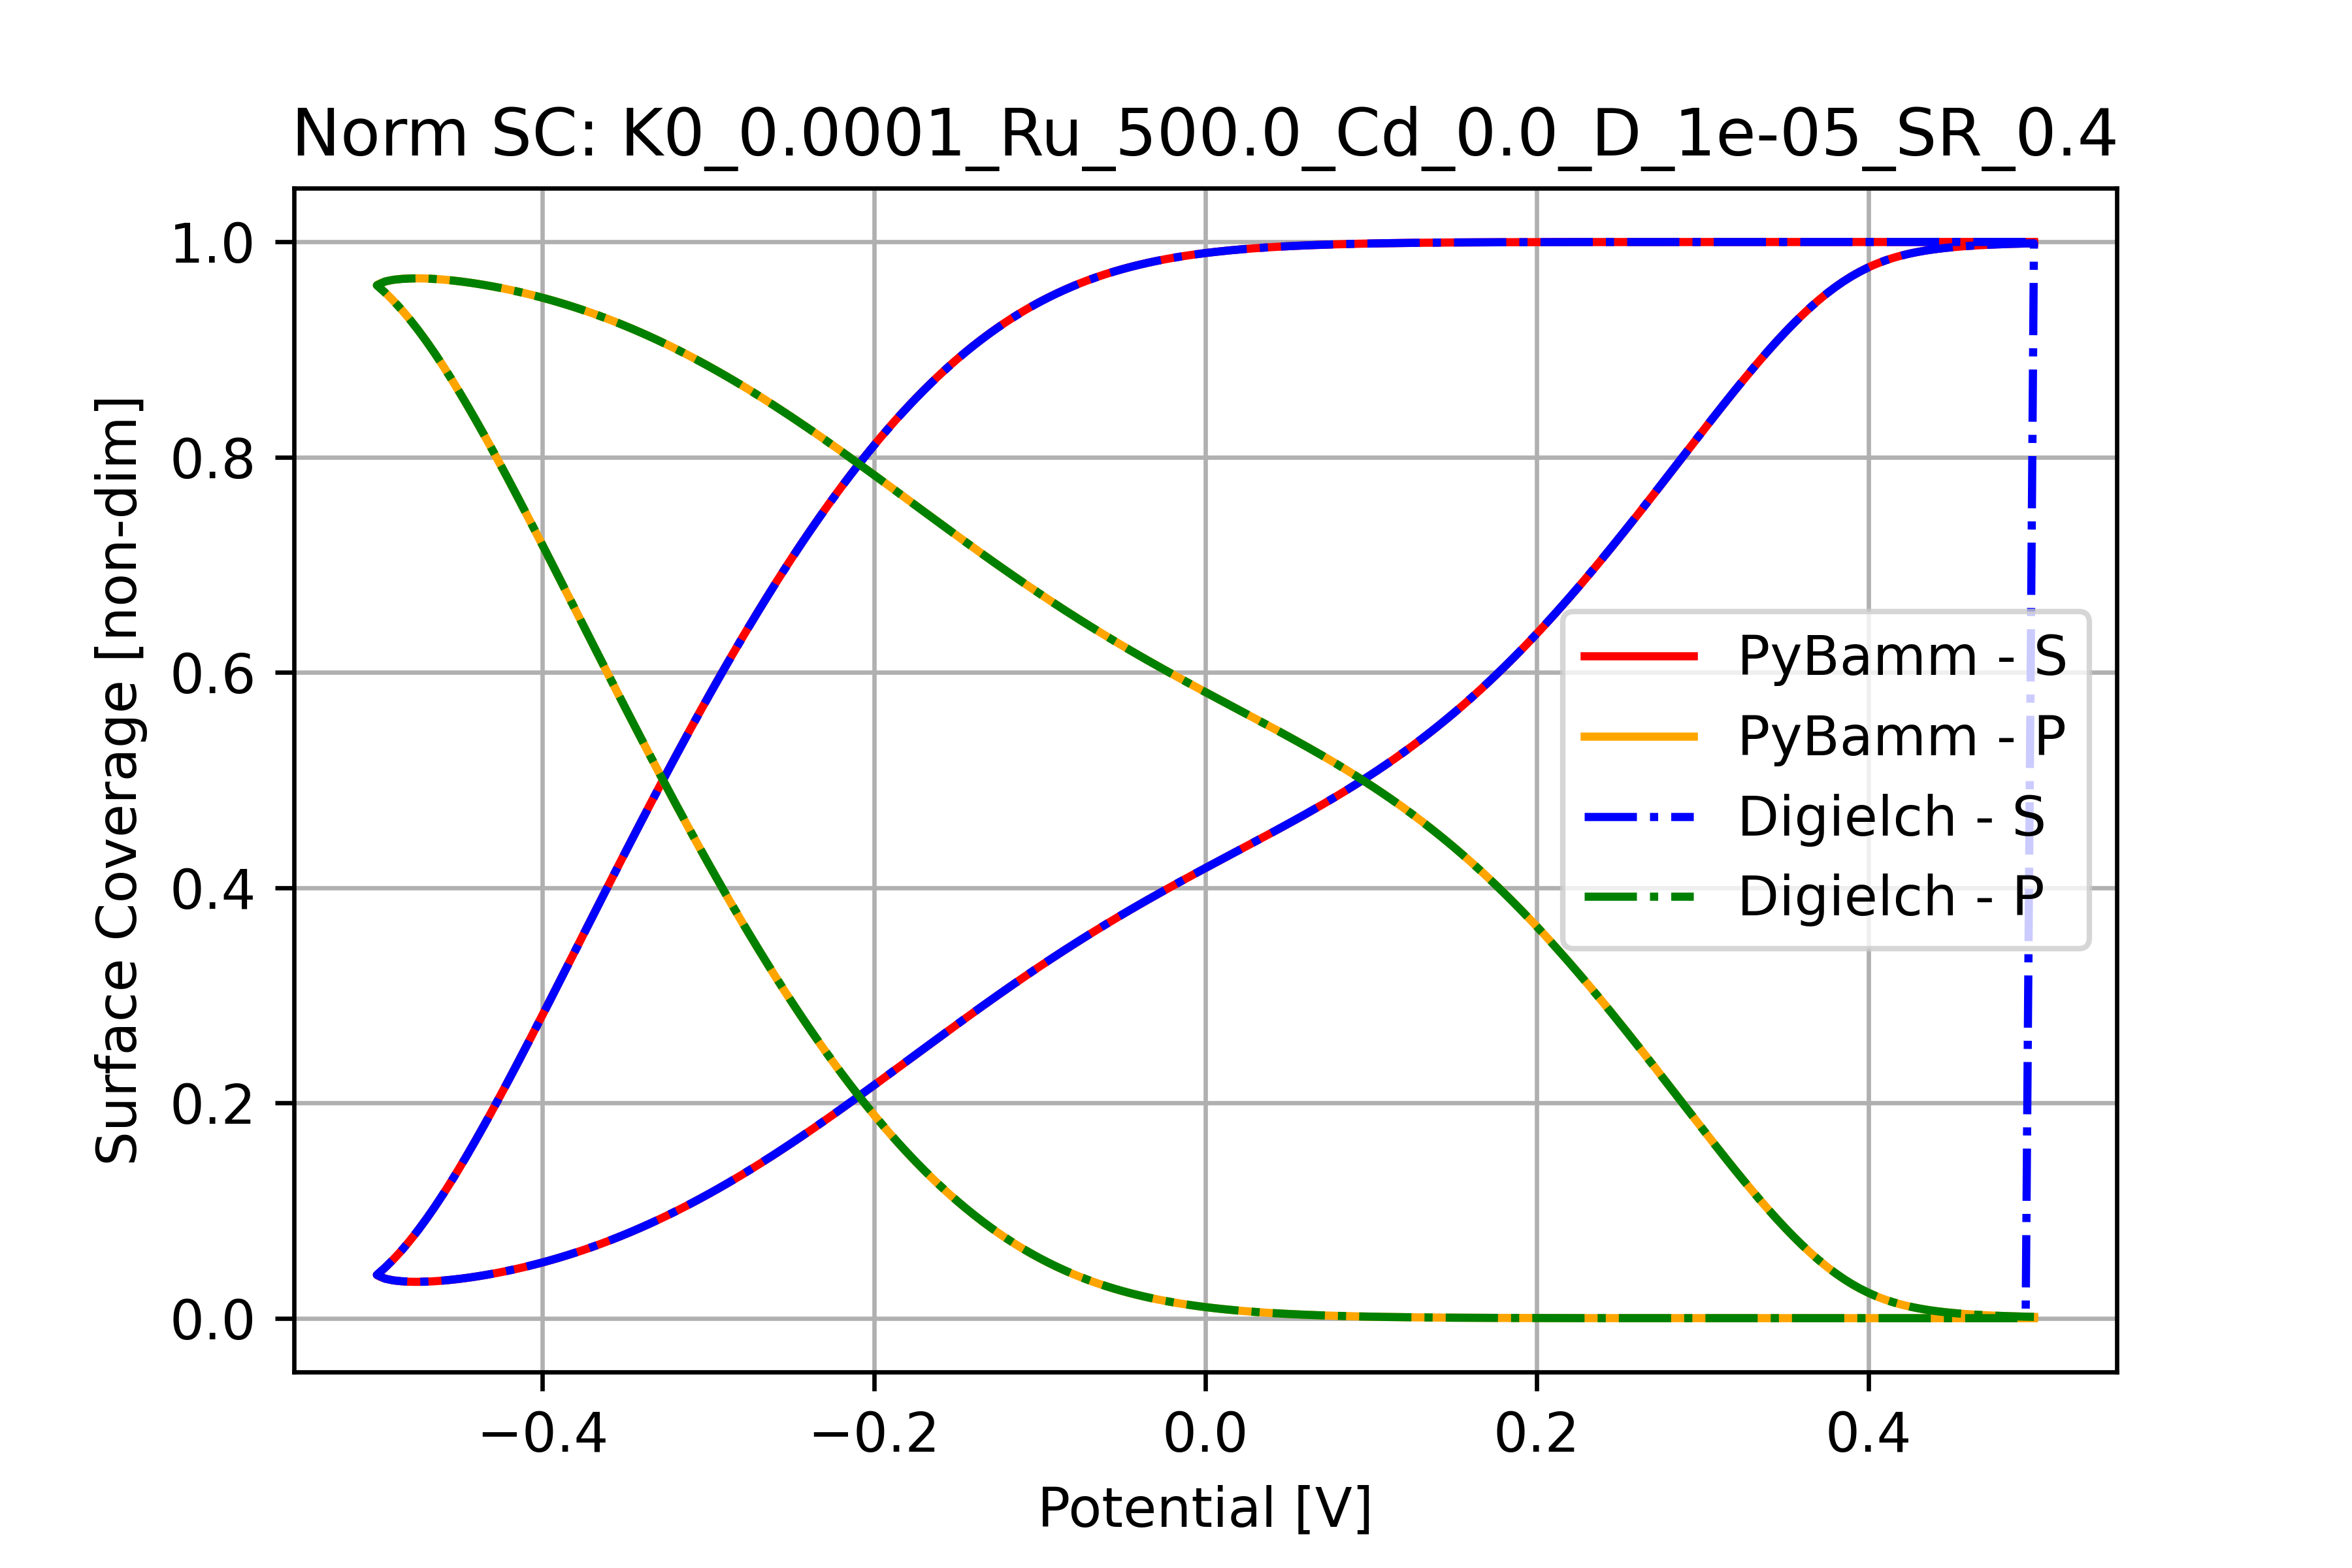 Norm SC: K0_0.0001_Ru_500.0_Cd_0.0_D_1e-05_SR_0.4
Surface Coverage [non-dim]
1.0
0.8
0.6
0.4
0.2
0.0
PyBamm - S
PyBamm - P
Digielch - S
Digielch - P
−0.4
−0.2
0.0
0.2
0.4
Potential [V]